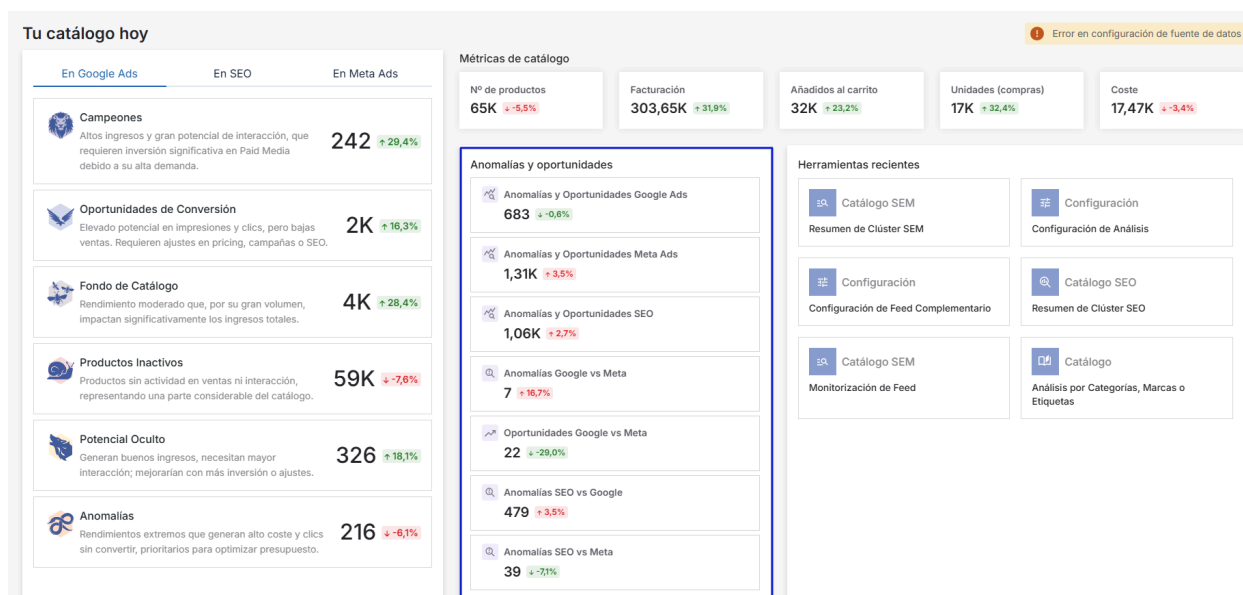 Tu catálogo hoy
Error en configuración de fuente de datos
En Google Ads
En SEO
En Meta Ads
Campeones
Altos ingresos y gran potencial de interacción, que
requieren inversión significativa en Paid Media
debido a su alta demanda.
242 ↑ 29,4%
Oportunidades de Conversión
Elevado potencial en impresiones y clics, pero bajas
ventas. Requieren ajustes en pricing, campañas o SEO.
2K ↑ 16,3%
Fondo de Catálogo
Rendimiento moderado que, por su gran volumen,
impactan significativamente los ingresos totales.
4K ↑ 28,4%
Productos Inactivos
Productos sin actividad en ventas ni interacción,
representando una parte considerable del catálogo.
59K ↓ -7,6%
Potencial Oculto
Generan buenos ingresos, necesitan mayor
interacción; mejorarían con más inversión o ajustes.
326 ↑ 18,1%
Anomalías
Rendimientos extremos que generan alto coste y clics
sin convertir, prioritarios para optimizar presupuesto.
216 ↓ -6,1%
Métricas de catálogo
Nº de productos
65K ↓ -5,5%
Facturación
303,65K ↑ 31,9%
Añadidos al carrito
32K ↑ 23,2%
Unidades (compras)
17K ↑ 32,4%
Coste
17,47K ↓ -3,4%
Anomalías y oportunidades
Anomalías y Oportunidades Google Ads
683 ↓ -0,6%
Anomalías y Oportunidades Meta Ads
1,31K ↑ 3,5%
Anomalías y Oportunidades SEO
1,06K ↑ 2,7%
Anomalías Google vs Meta
7 ↑ 16,7%
Oportunidades Google vs Meta
22 ↓ -29,0%
Anomalías SEO vs Google
479 ↑ 3,5%
Anomalías SEO vs Meta
39 ↓ -7,1%
Herramientas recientes
Catálogo SEM
Resumen de Clúster SEM
Configuración
Configuración de Análisis
Configuración
Configuración de Feed Complementario
Catálogo SEO
Resumen de Clúster SEO
Catálogo SEM
Monitorización de Feed
Catálogo
Análisis por Categorías, Marcas o
Etiquetas